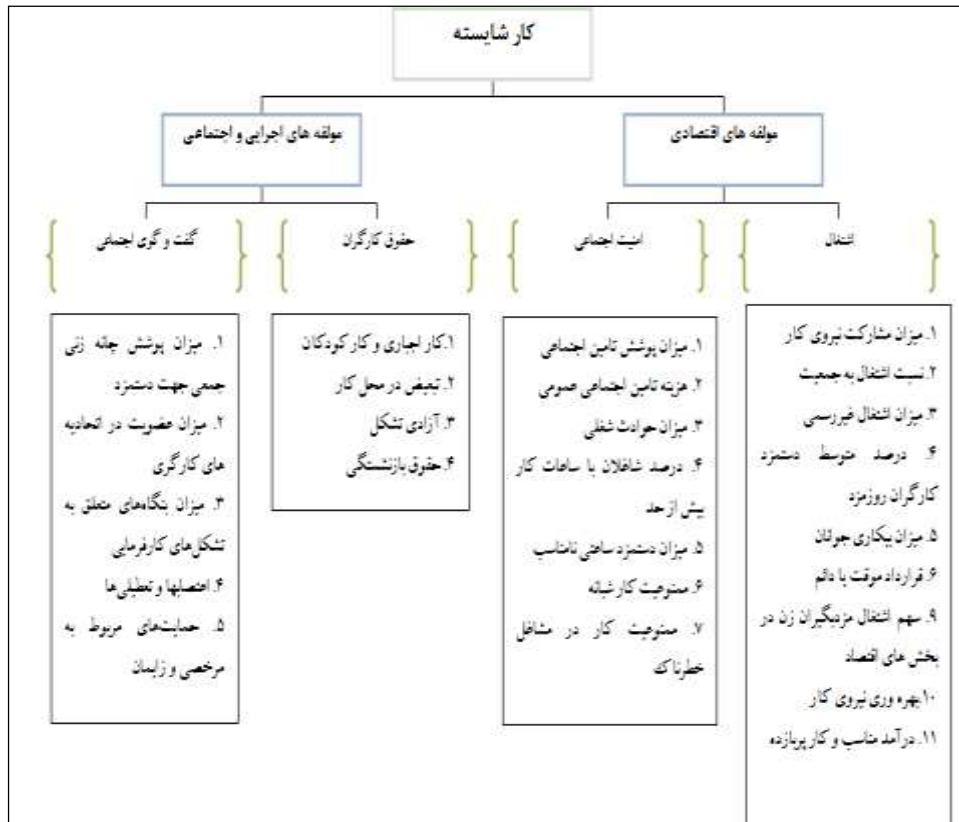 کار شایسته
مولفه های اقتصادی
مولفه های اجرایی و اجتماعی
اشتغال
امنیت اجتماعی
حقوق کارگران
گفت و گری اجتماعی
۱. میزان مشارکت نیروی کار
۲. نسبت اشتغال به جمعیت
۳. میزان اشتغال غیررسمی
۴. درصد متوسط دستمزد
کارگران روزمزد
۵. میزان بیکاری جوانان
۶. قرارداد موقت یا دائم
۹. سهم اشتغال مزدبگیران زن در
بخش های اقتصاد
۱۰. بهره وری نیروی کار
۱۱. درآمد مناسب و کار پربازده
۱. میزان پوشش تامین اجتماعی
۲. هزینه تامین اجتماعی عمومی
۳. میزان حوادث شغلی
۴. درصد شاغلان با ساعات کار
بیش از حد
۵. میزان دستمزد ساعتی نامناسب
۶. ممنوعیت کار شبانه
۷. ممنوعیت کار در مشاغل
خطرناک
۱.کار اجباری و کار کودکان
۲. تبعیض در محل کار
۳. آزادی تشکل
۴. حقوق بازنشستگی
۱. میزان پوشش چانه زنی
جمعی جهت دستمزد
۲. میزان عضویت در اتحادیه
های کارگری
۳. میزان بنگاه‌های متعلق به
تشکل‌های کارفرمایی
۴. اعتصابها و تعطیلی‌ها
۵. حمایت‌های مربوط به
مرخصی و زایمان